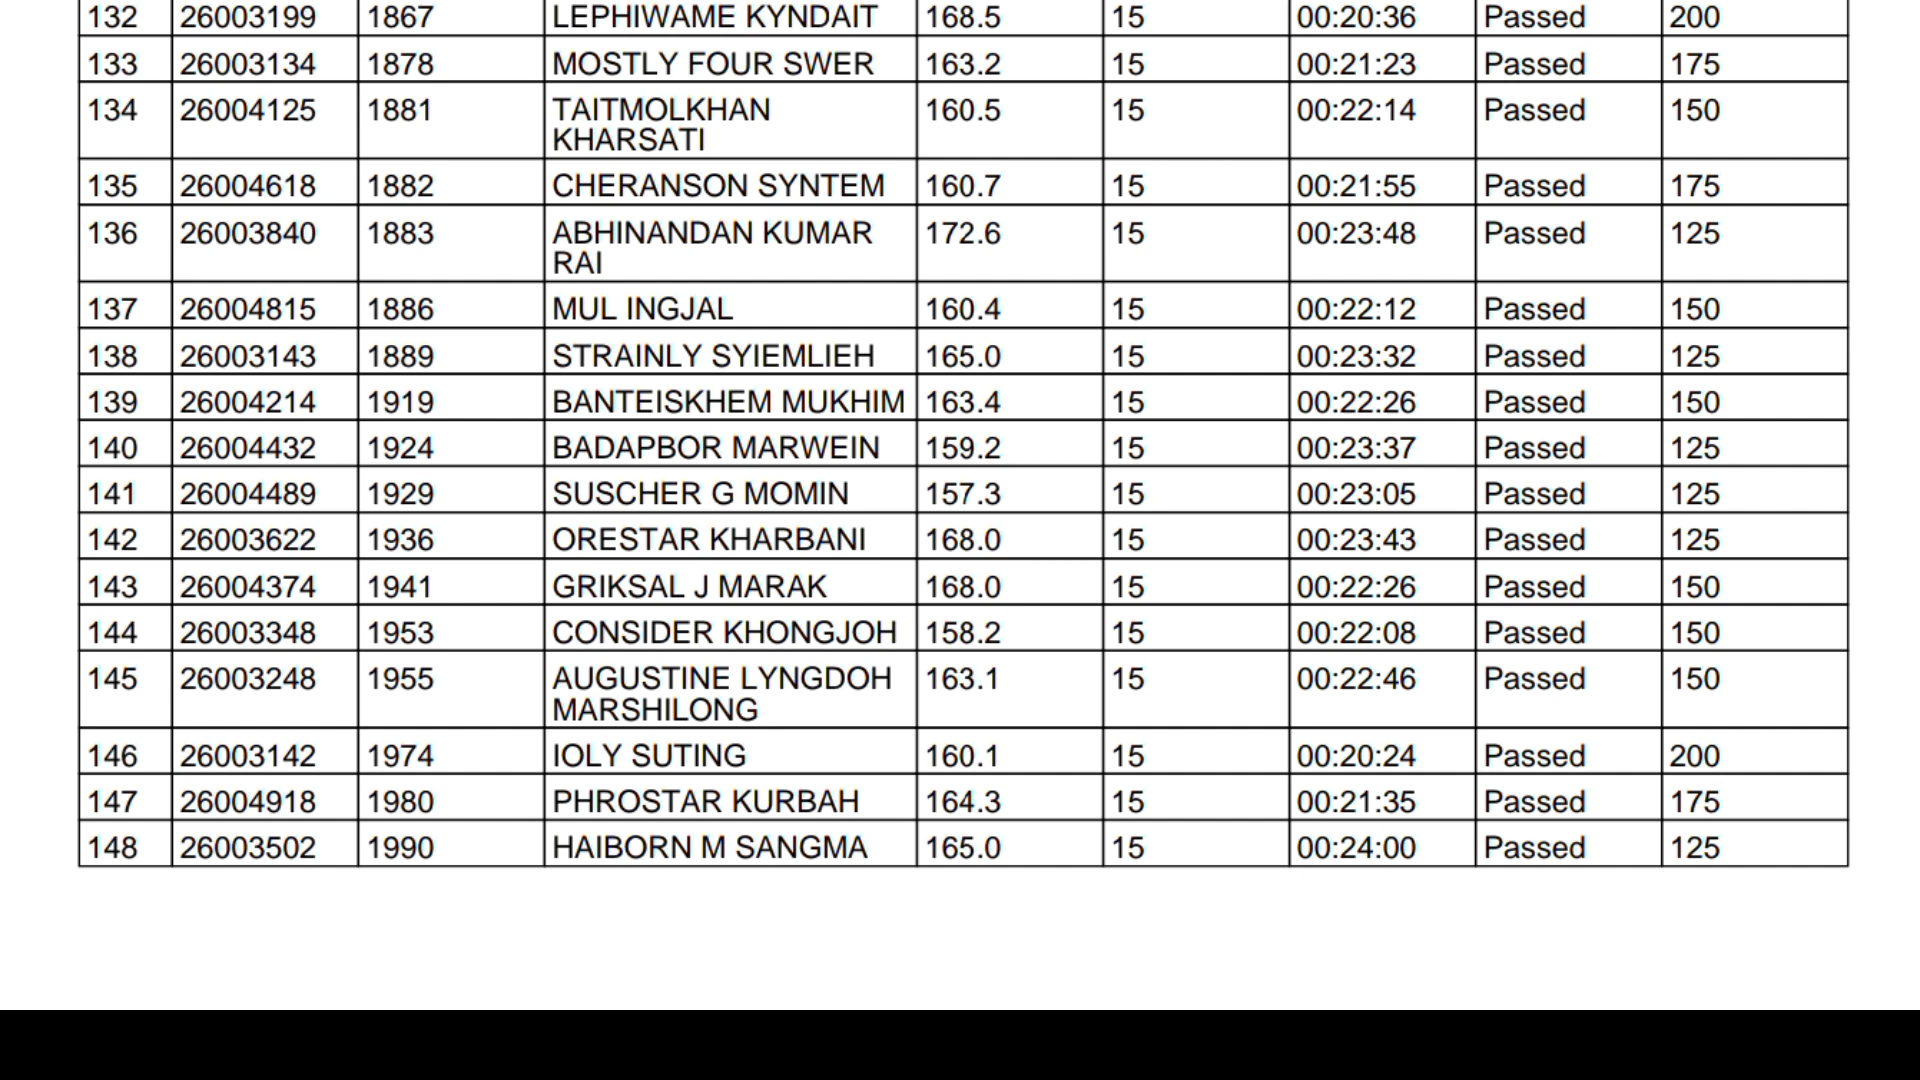 132 26003199 1867 LEPHIWAME KYNDAIT 168.5 15 00:20:36 Passed 200
133 26003134 1878 MOSTLY FOUR SWER 163.2 15 00:21:23 Passed 175
134 26004125 1881 TAITMOLKHAN 160.5 15 00:22:14 Passed 150
KHARSATI
135 26004618 1882 CHERANSON SYNTEM 160.7 15 00:21:55 Passed 175
136 26003840 1883 ABHINANDAN KUMAR 172.6 15 00:23:48 Passed 125
RAI
137 26004815 1886 MUL INGJAL 160.4 15 00:22:12 Passed 150
138 26003143 1889 STRAINLY SYIEMLIEH 165.0 15 00:23:32 Passed 125
139 26004214 1919 BANTEISKHEM MUKHIM 163.4 15 00:22:26 Passed 150
140 26004432 1924 BADAPBOR MARWEIN 159.2 15 00:23:37 Passed 125
141 26004489 1929 SUSCHER G MOMIN 157.3 15 00:23:05 Passed 125
142 26003622 1936 ORESTAR KHARBANI 168.0 15 00:23:43 Passed 125
143 26004374 1941 GRIKSAL J MARAK 168.0 15 00:22:26 Passed 150
144 26003348 1953 CONSIDER KHONGJOH 158.2 15 00:22:08 Passed 150
145 26003248 1955 AUGUSTINE LYNGDOH 163.1 15 00:22:46 Passed 150
MARSHILONG
146 26003142 1974 IOLY SUTING 160.1 15 00:20:24 Passed 200
147 26004918 1980 PHROSTAR KURBAH 164.3 15 00:21:35 Passed 175
148 26003502 1990 HAIBORN M SANGMA 165.0 15 00:24:00 Passed 125